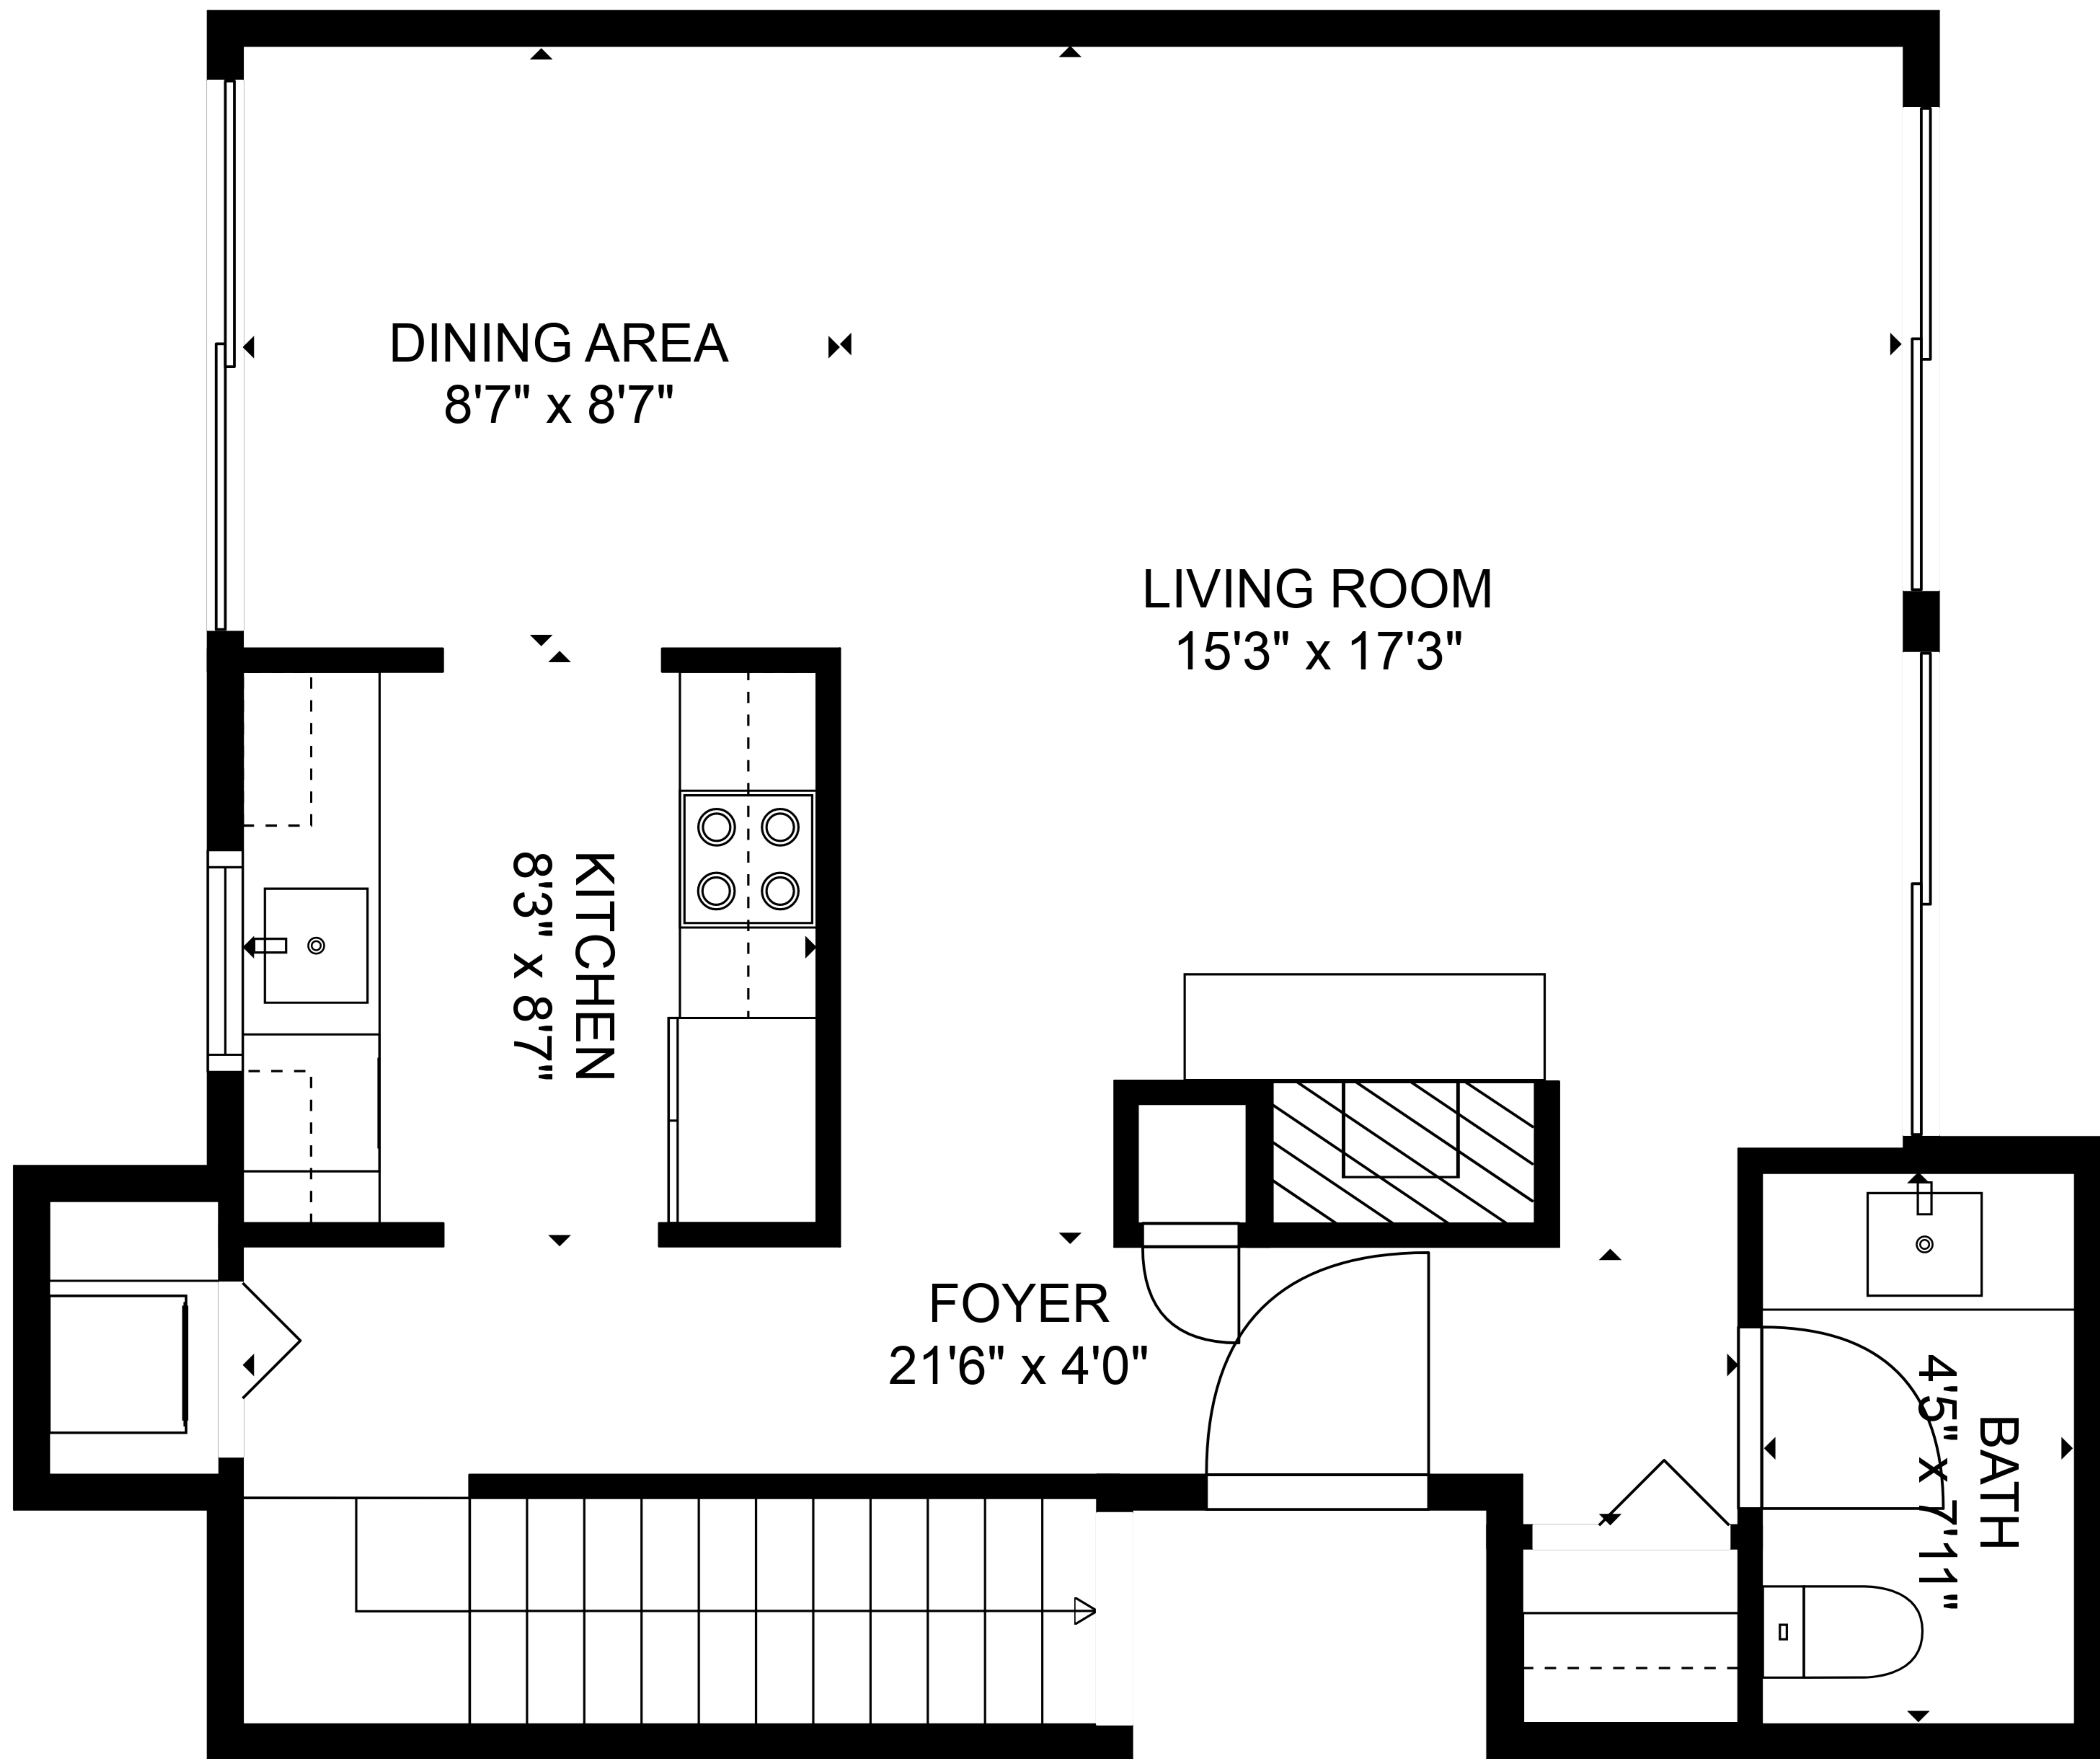 DINING AREA
8'7" x 8'7"
LIVING ROOM
15'3" x 17'3"
KITCHEN
8'3" x 8'7"
FOYER
21'6" x 4'0"
BATH
4'5" x 7'11"